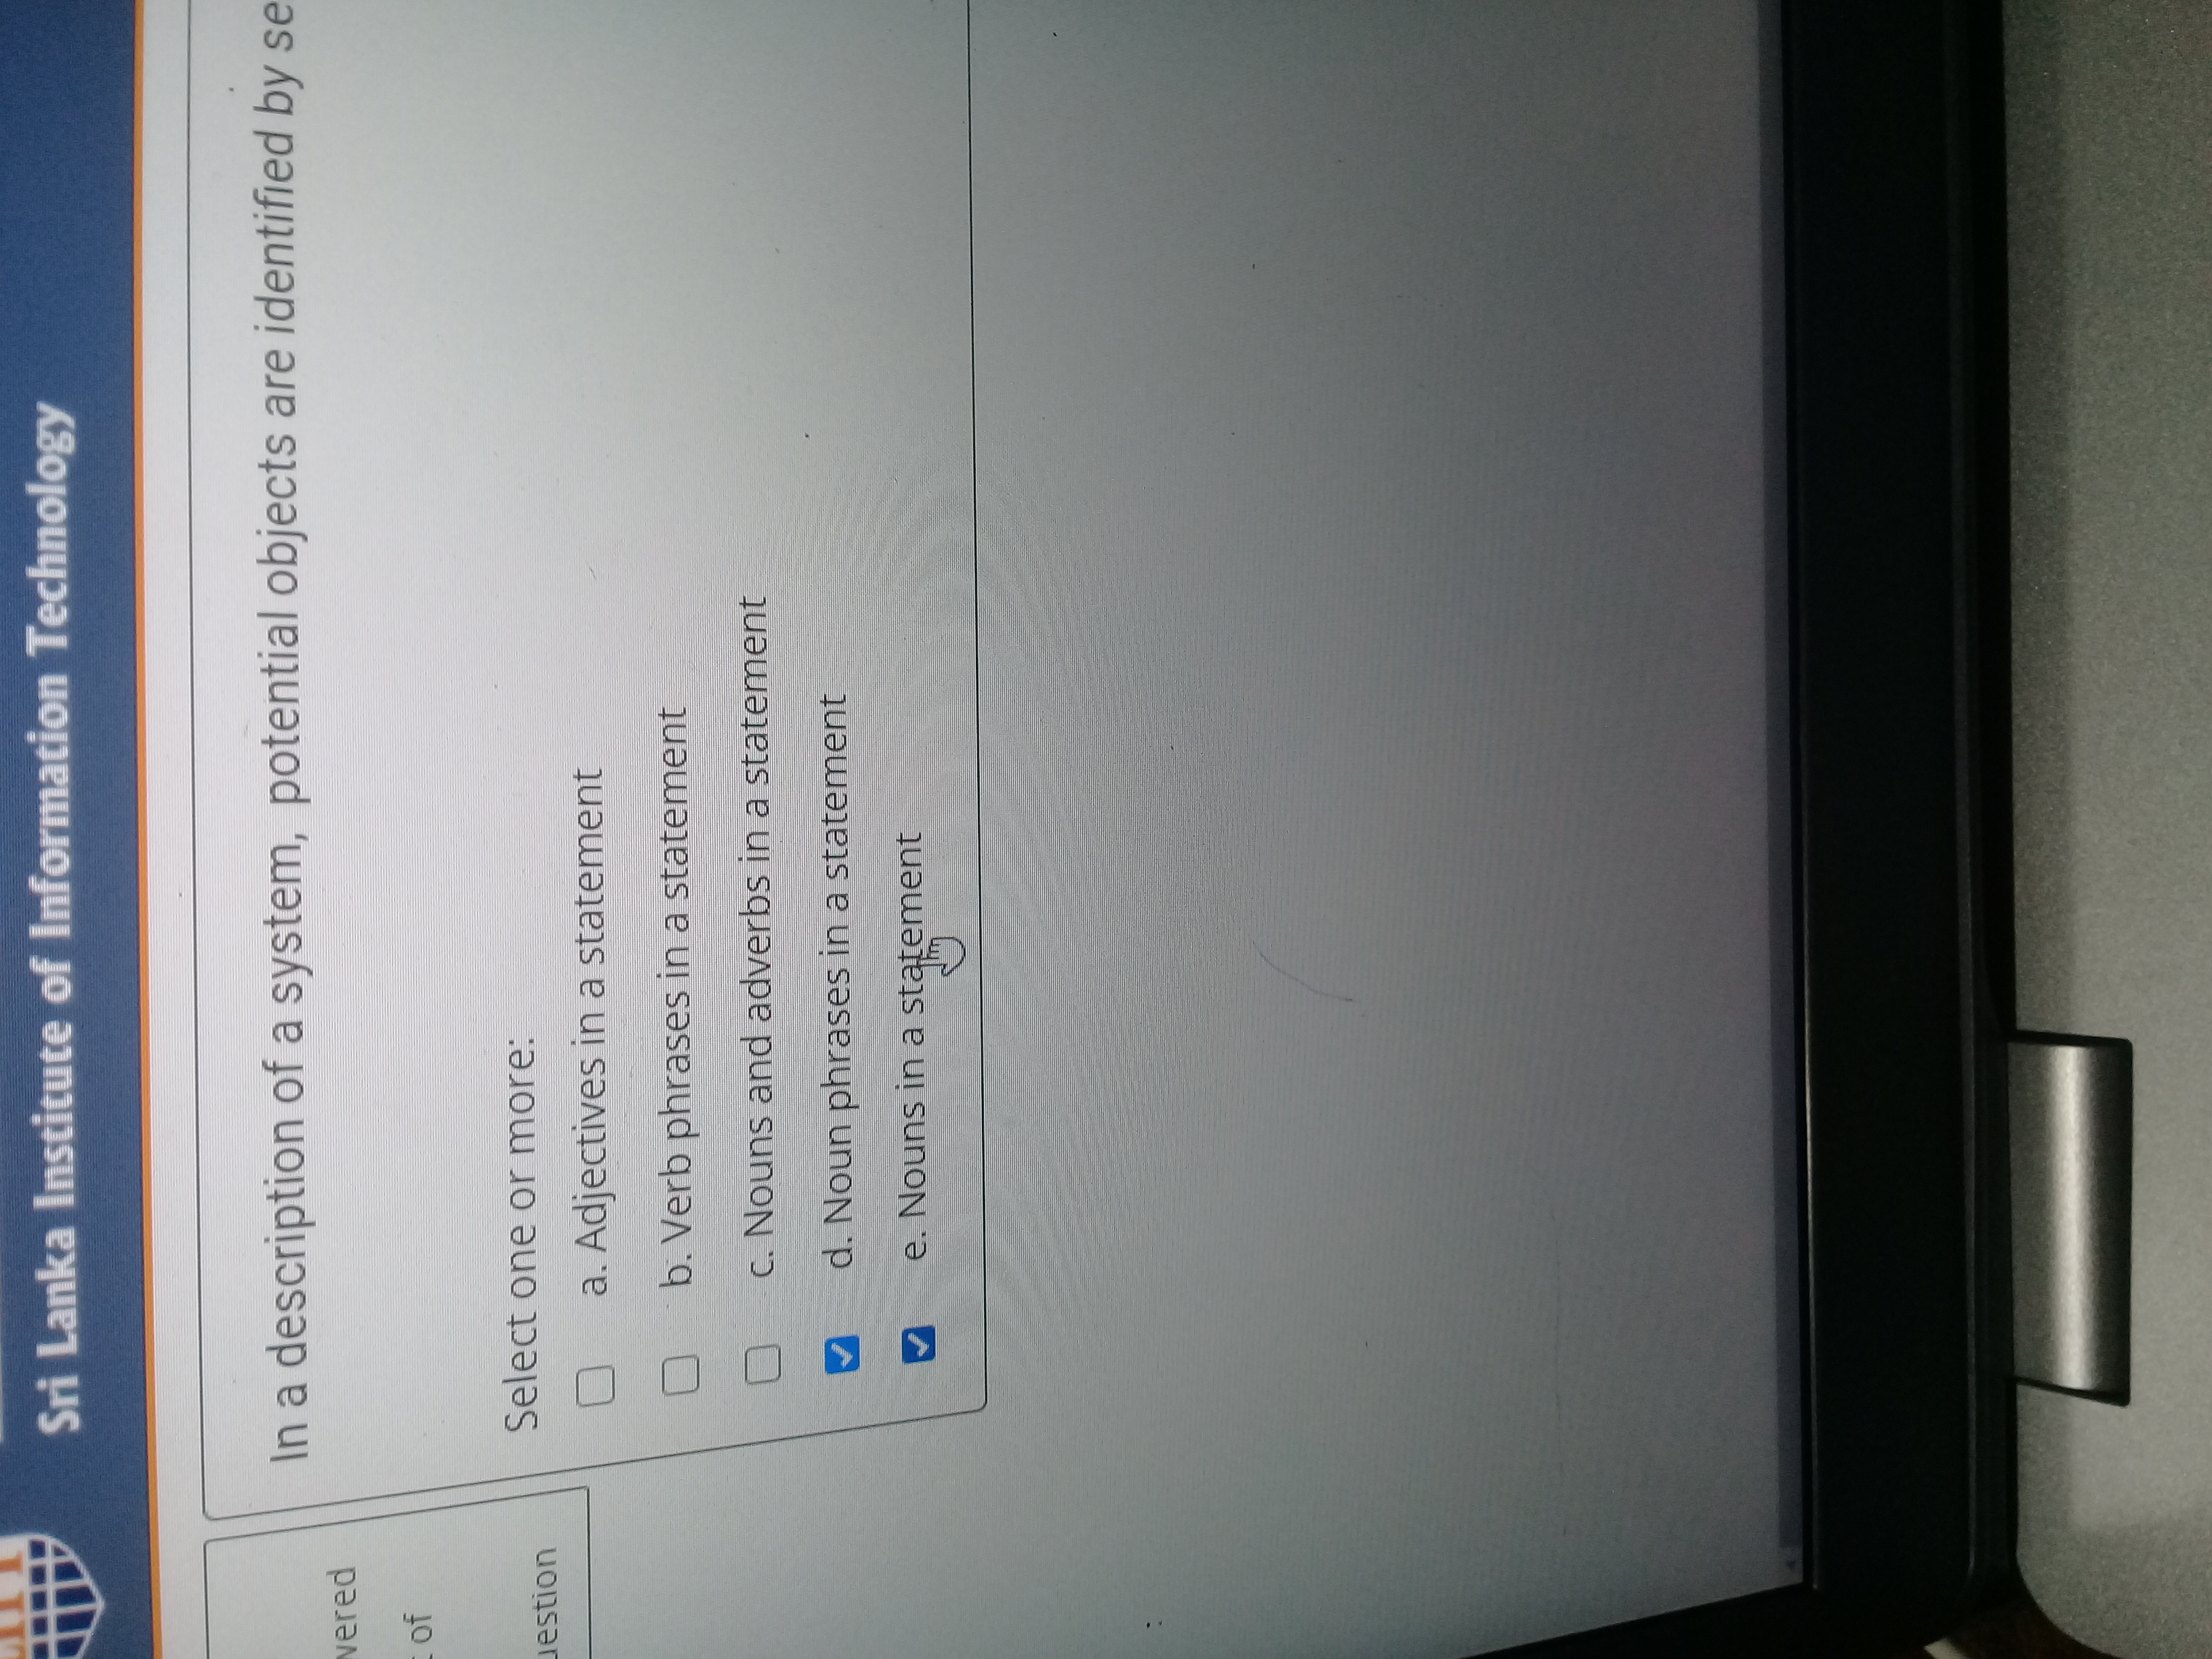 Sri Lanka Institute of Information Technology
In a description of a system, potential objects are identified by se
of
Select one or more:
a. Adjectives in a statement
b. Verb phrases in a statement
c. Nouns and adverbs in a statement
d. Noun phrases in a statement
e. Nouns in a statement